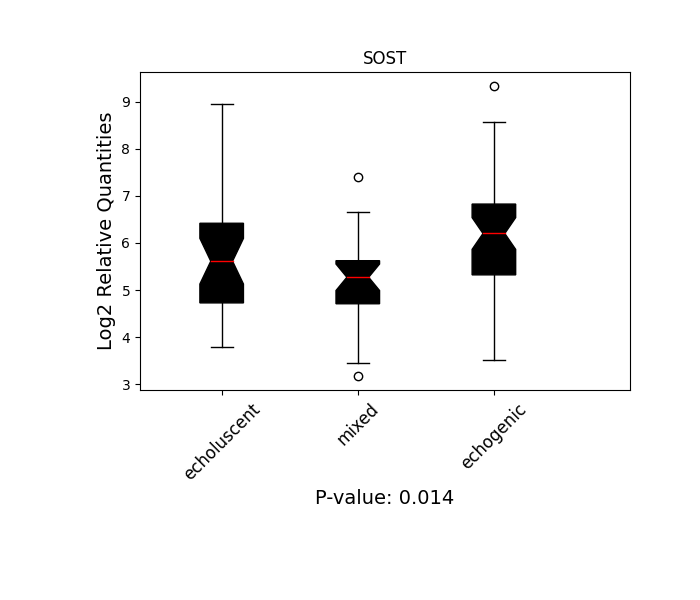 SOST
Log2 Relative Quantities
9
8
7
6
5
4
3
echoluscent
mixed
echogenic
P-value: 0.014